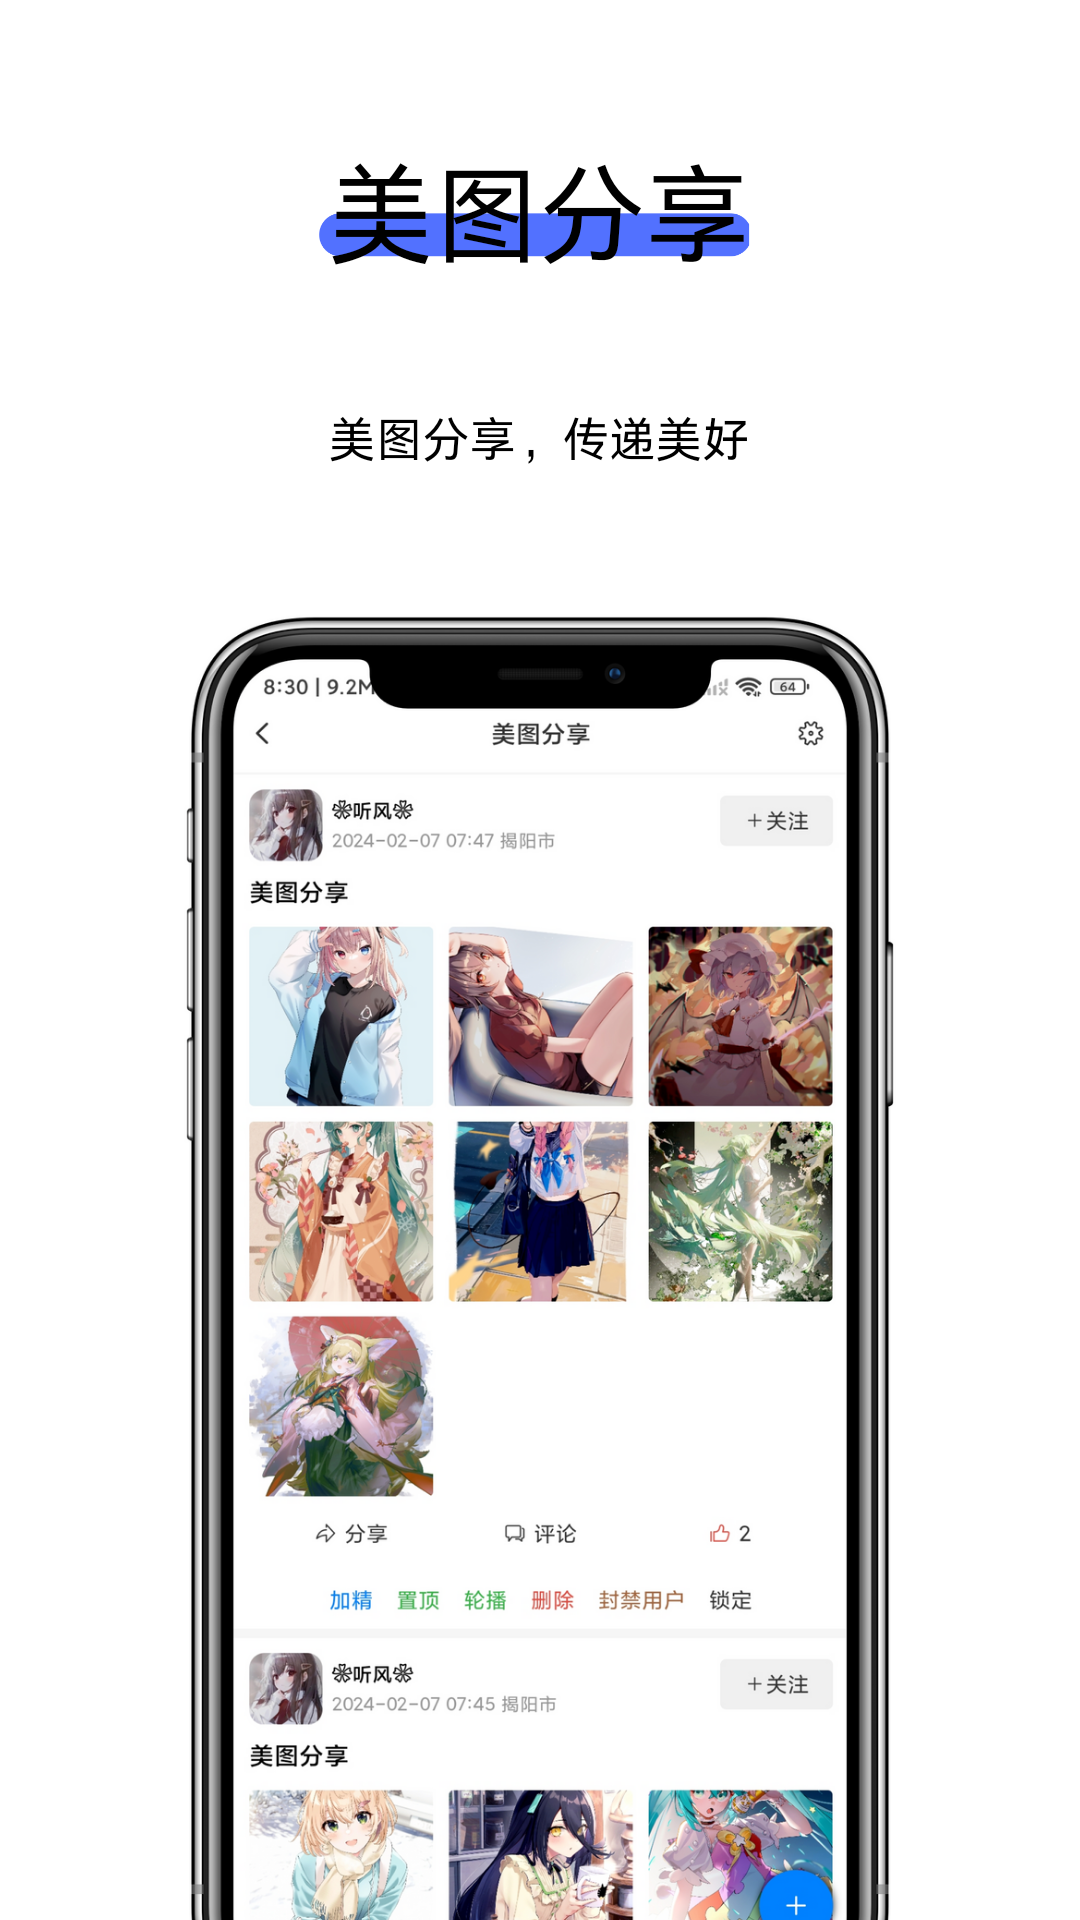 美图分享
美图分享，传递美好
8:30 | 9.2M
64
美图分享
❀听风❀
2024-02-07 07:47 揭阳市
+关注
美图分享
分享
评论
2
加精 置顶 轮播 删除 封禁用户 锁定
❀听风❀
2024-02-07 07:45 揭阳市
+关注
美图分享
+